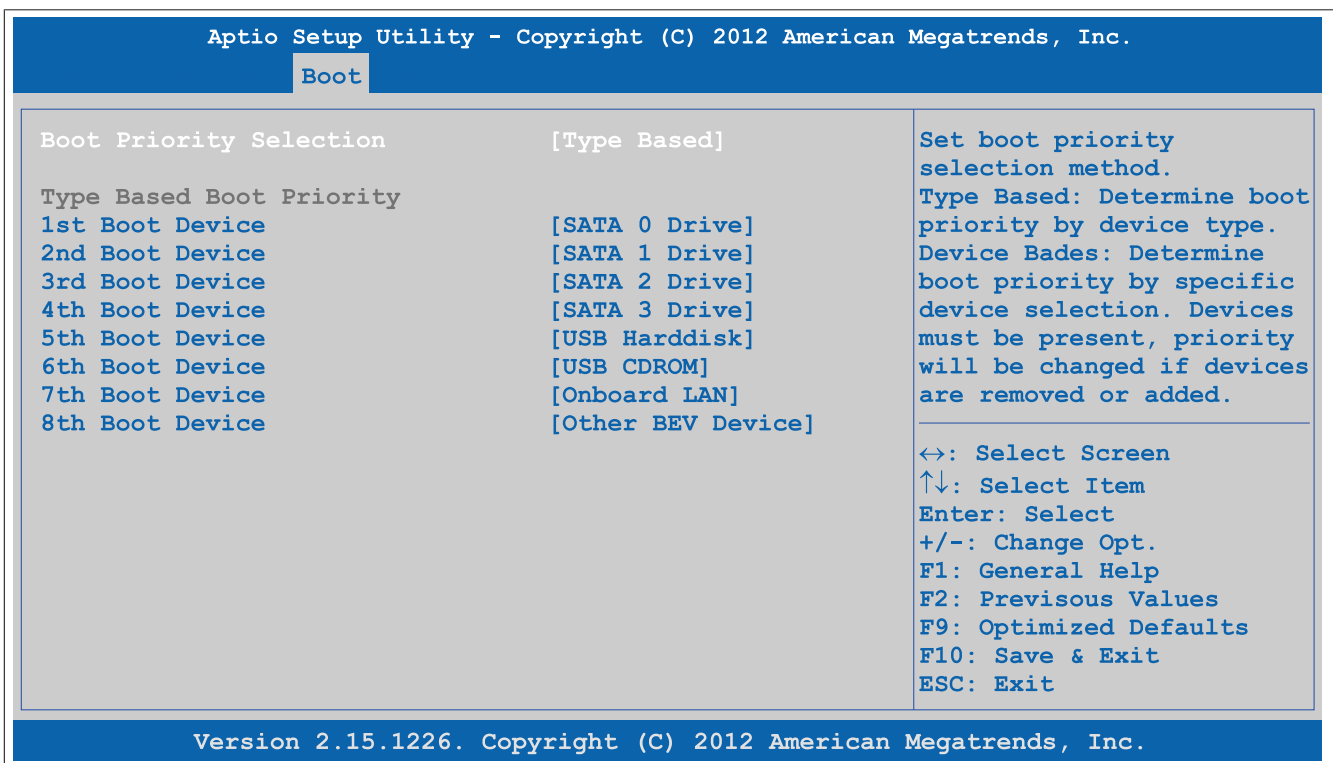 Aptio Setup Utility - Copyright (C) 2012 American Megatrends, Inc.
Boot
Boot Priority Selection [Type Based]
Type Based Boot Priority
1st Boot Device [SATA 0 Drive]
2nd Boot Device [SATA 1 Drive]
3rd Boot Device [SATA 2 Drive]
4th Boot Device [SATA 3 Drive]
5th Boot Device [USB Harddisk]
6th Boot Device [USB CDROM]
7th Boot Device [Onboard LAN]
8th Boot Device [Other BEV Device]
Set boot priority
selection method.
Type Based: Determine boot
priority by device type.
Device Bades: Determine
boot priority by specific
device selection. Devices
must be present, priority
will be changed if devices
are removed or added.
↔: Select Screen
↑↓: Select Item
Enter: Select
+/-: Change Opt.
F1: General Help
F2: Previsous Values
F9: Optimized Defaults
F10: Save & Exit
ESC: Exit
Version 2.15.1226. Copyright (C) 2012 American Megatrends, Inc.